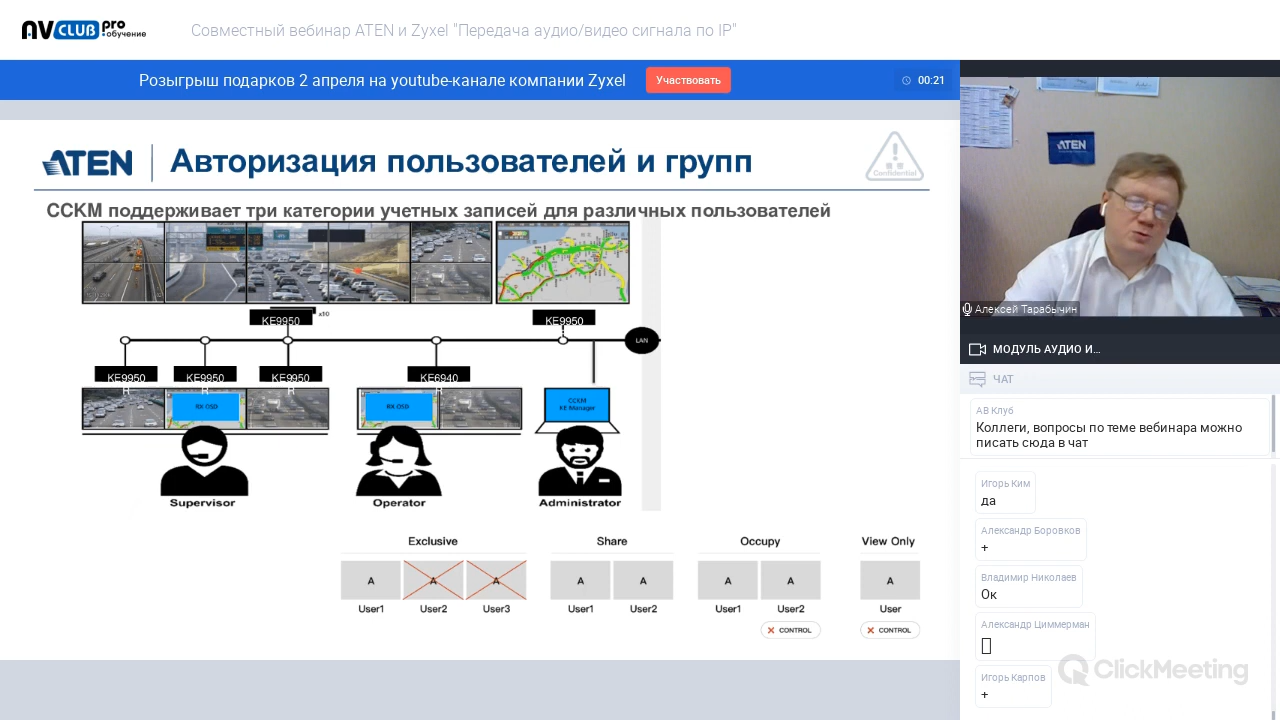 AVCLUBpro
обучение
Совместный вебинар ATEN и Zyxel "Передача аудио/видео сигнала по IP"
Розыгрыш подарков 2 апреля на youtube-канале компании Zyxel
Участвовать
00:21
ATEN
Авторизация пользователей и групп
Confidential
CCKM поддерживает три категории учетных записей для различных пользователей
x10
KE9950
KE9950
LAN
KE9950
R
KE9950
R
KE9950
R
KE6940
R
RX OSD
RX OSD
CCKM
KE Manager
Supervisor
Operator
Administrator
Exclusive
Share
Occupy
View Only
A
A
A
A
A
A
A
A
User1
User2
User3
User1
User2
User1
User2
User
CONTROL
CONTROL
ATEN
Алексей Тарабычин
МОДУЛЬ АУДИО И…
ЧАТ
АВ Клуб
Коллеги, вопросы по теме вебинара можно
писать сюда в чат
Игорь Ким
да
Александр Боровков
+
Владимир Николаев
Ок
Александр Циммерман
Игорь Карпов
+
ClickMeeting